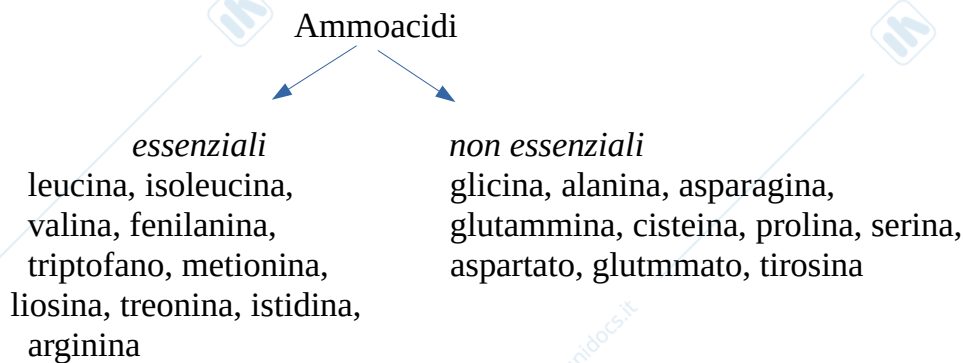 Ammoacidi
essenziali
leucina, isoleucina,
valina, fenilanina,
triptofano, metionina,
liosina, treonina, istidina,
arginina
non essenziali
glicina, alanina, asparagina,
glutammina, cisteina, prolina, serina,
aspartato, glutmmato, tirosina